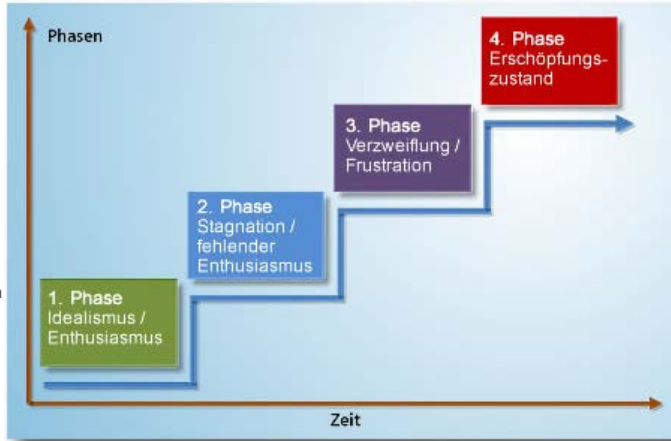 Phasen
4. Phase
Erschöpfungs-
zustand
3. Phase
Verzweiflung /
Frustration
2. Phase
Stagnation /
fehlender
Enthusiasmus
1. Phase
Idealismus /
Enthusiasmus
Zeit